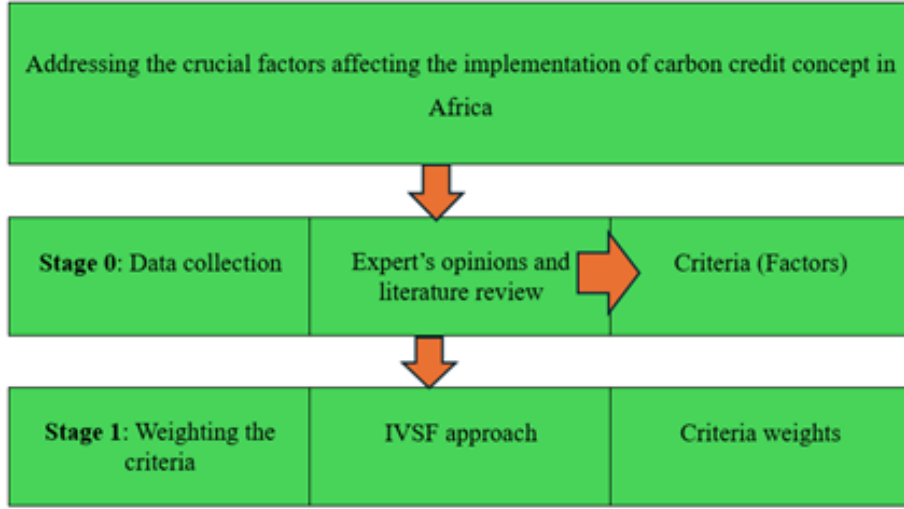 Addressing the crucial factors affecting the implementation of carbon credit concept in
Africa
Stage 0: Data collection
Expert’s opinions and
literature review
Criteria (Factors)
Stage 1: Weighting the
criteria
IVSF approach
Criteria weights